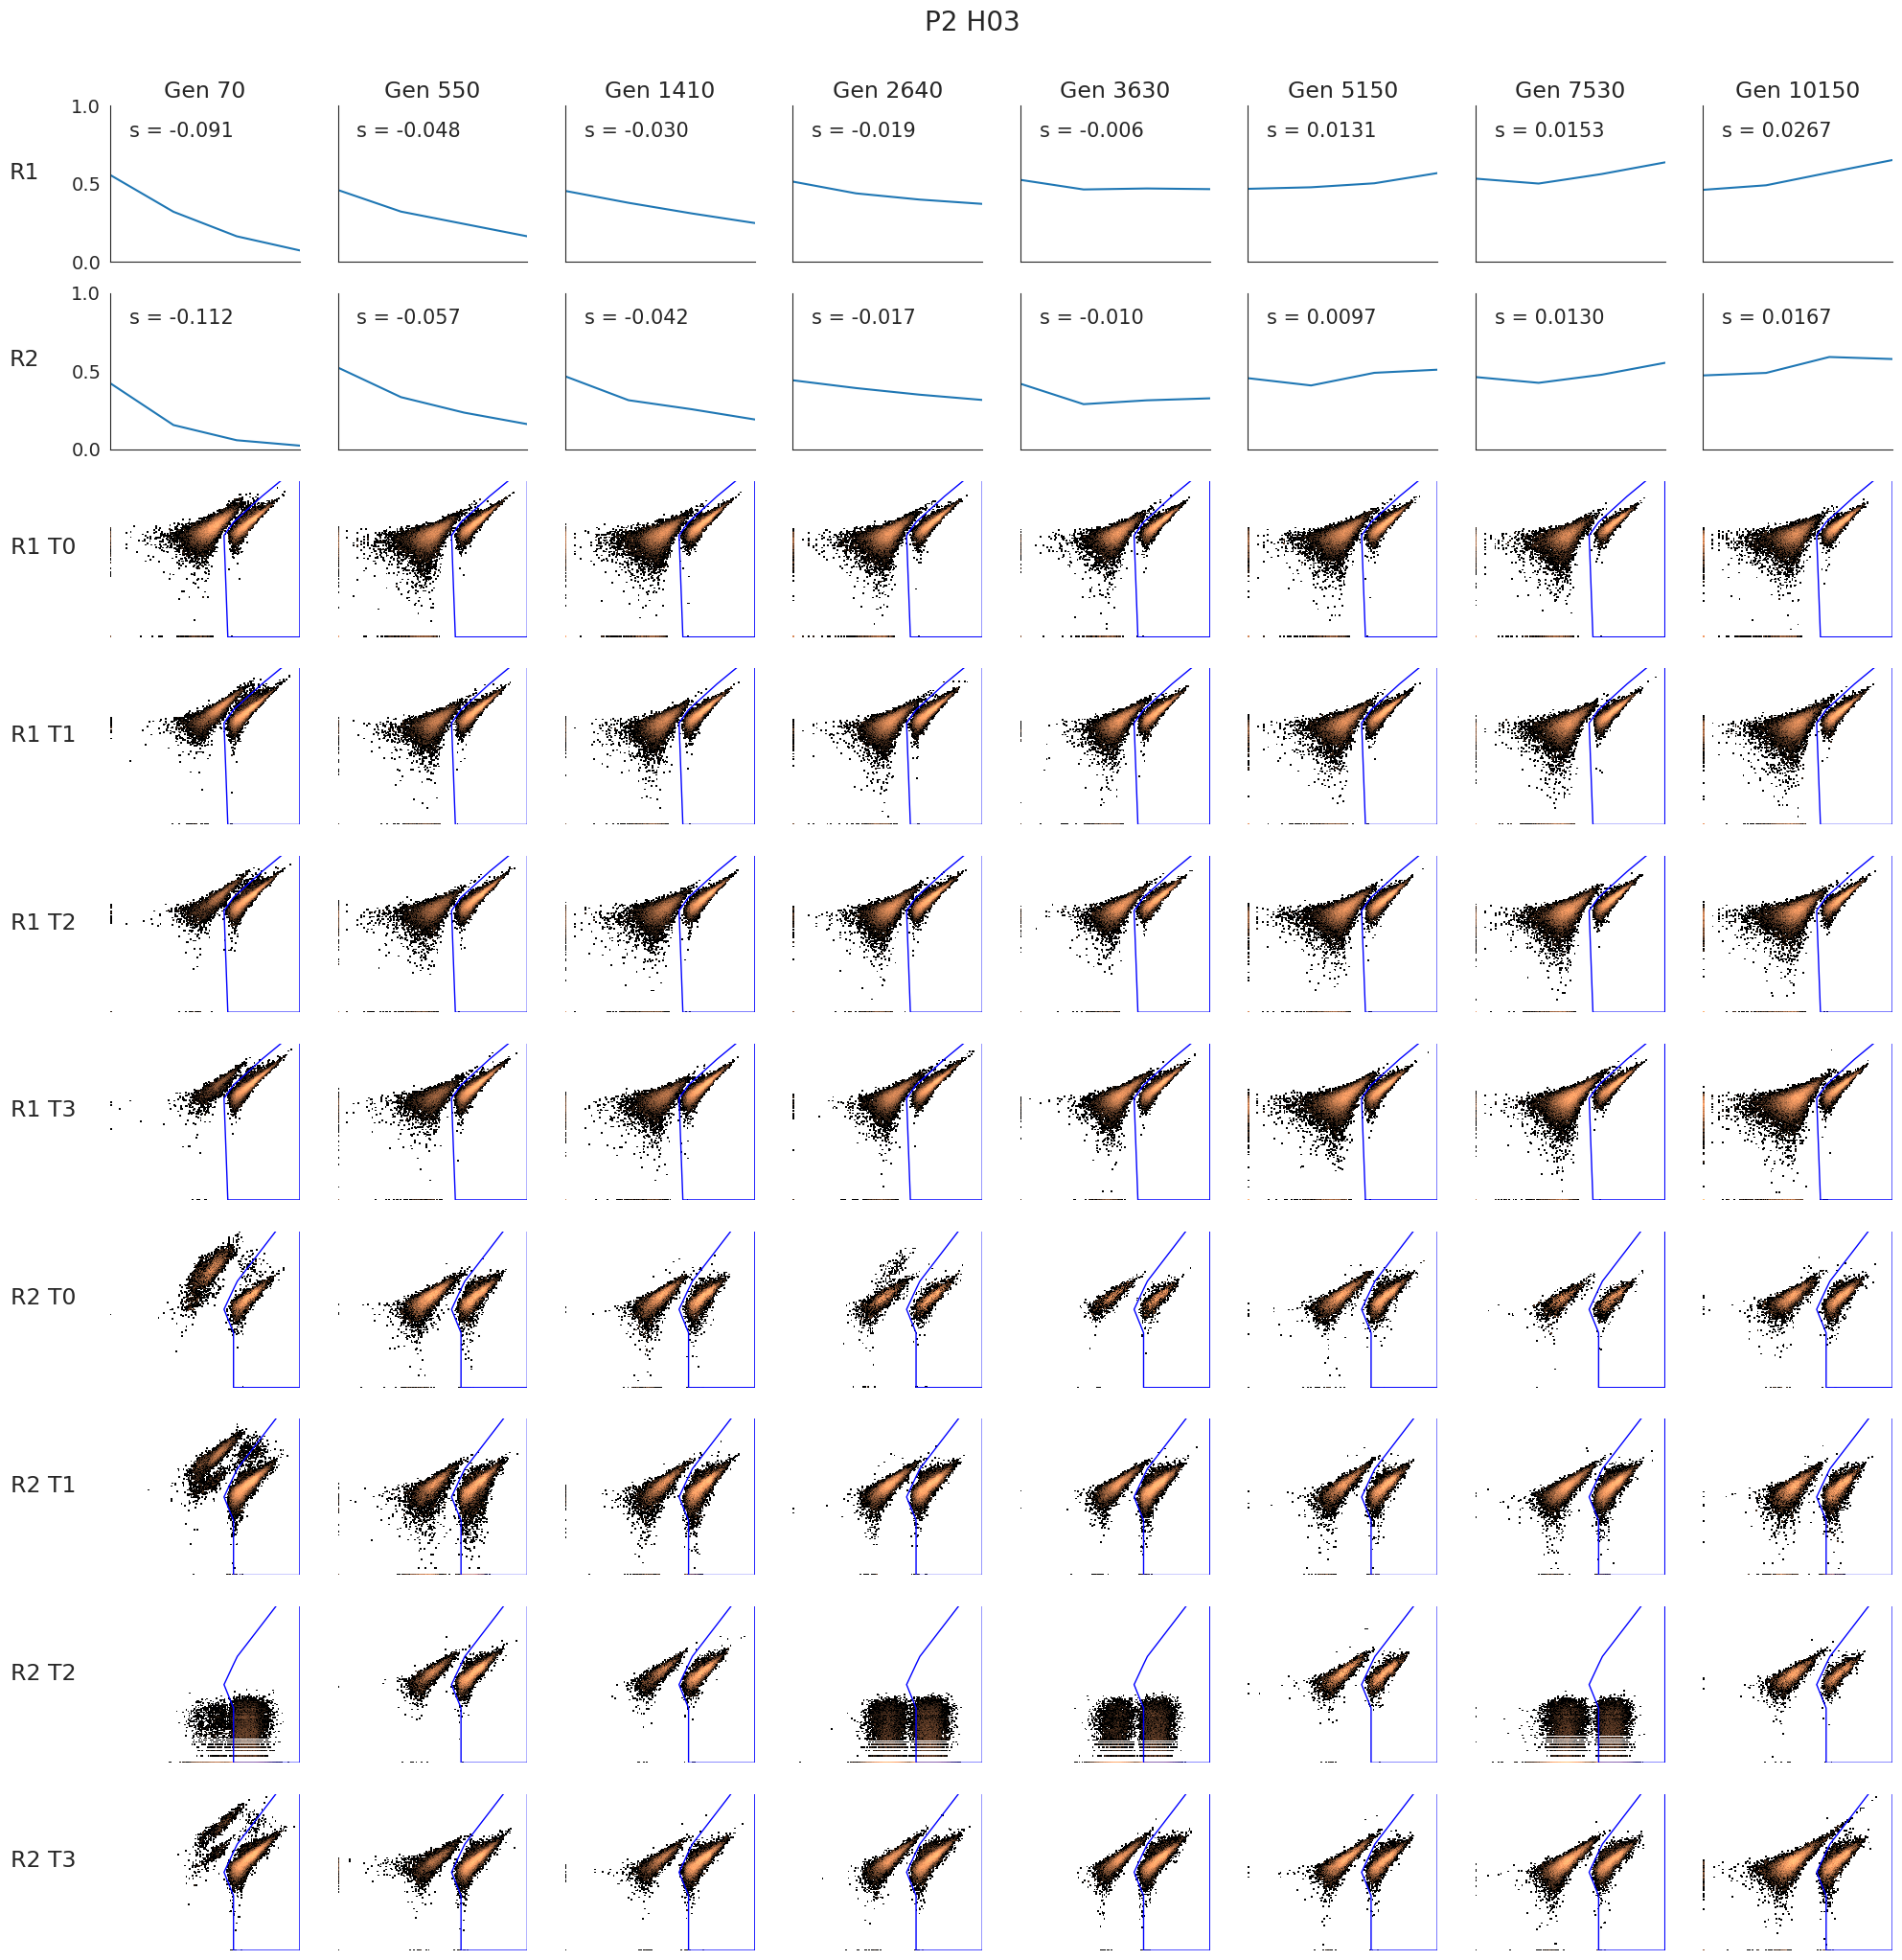 P2 H03
Gen 70 Gen 550 Gen 1410 Gen 2640 Gen 3630 Gen 5150 Gen 7530 Gen 10150
1.0
s = -0.091 s = -0.048 s = -0.030 s = -0.019 s = -0.006 s = 0.0131 s = 0.0153 s = 0.0267
R1
0.5
0.0
1.0
s = -0.112 s = -0.057 s = -0.042 s = -0.017 s = -0.010 s = 0.0097 s = 0.0130 s = 0.0167
R2
0.5
0.0
R1 T0
R1 T1
R1 T2
R1 T3
R2 T0
R2 T1
R2 T2
R2 T3